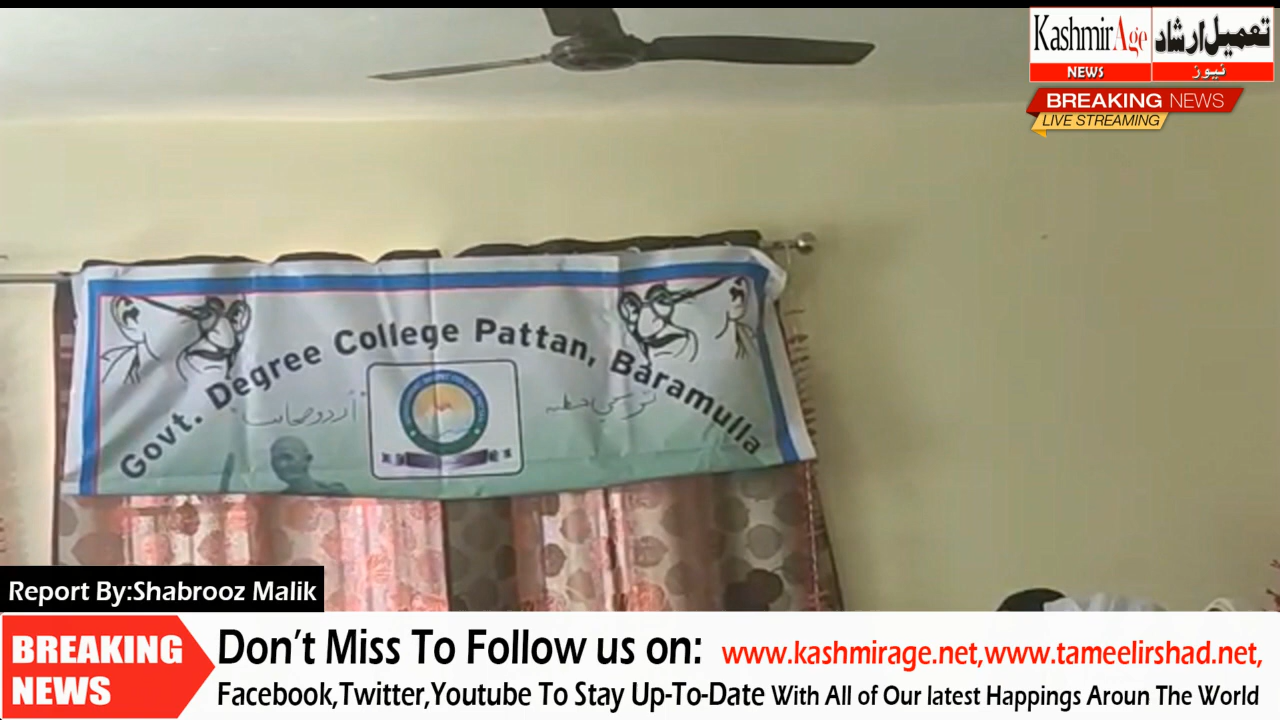 KashmirAge
تعمیل ارشاد
NEWS
نیوز
BREAKING NEWS
LIVE STREAMING
Govt. Degree College Pattan, Baramulla
Report By:Shabrooz Malik
BREAKING
NEWS
Don't Miss To Follow us on: www.kashmirage.net,www.tameelirshad.net,
Facebook,Twitter,Youtube To Stay Up-To-Date With All of Our latest Happings Aroun The World